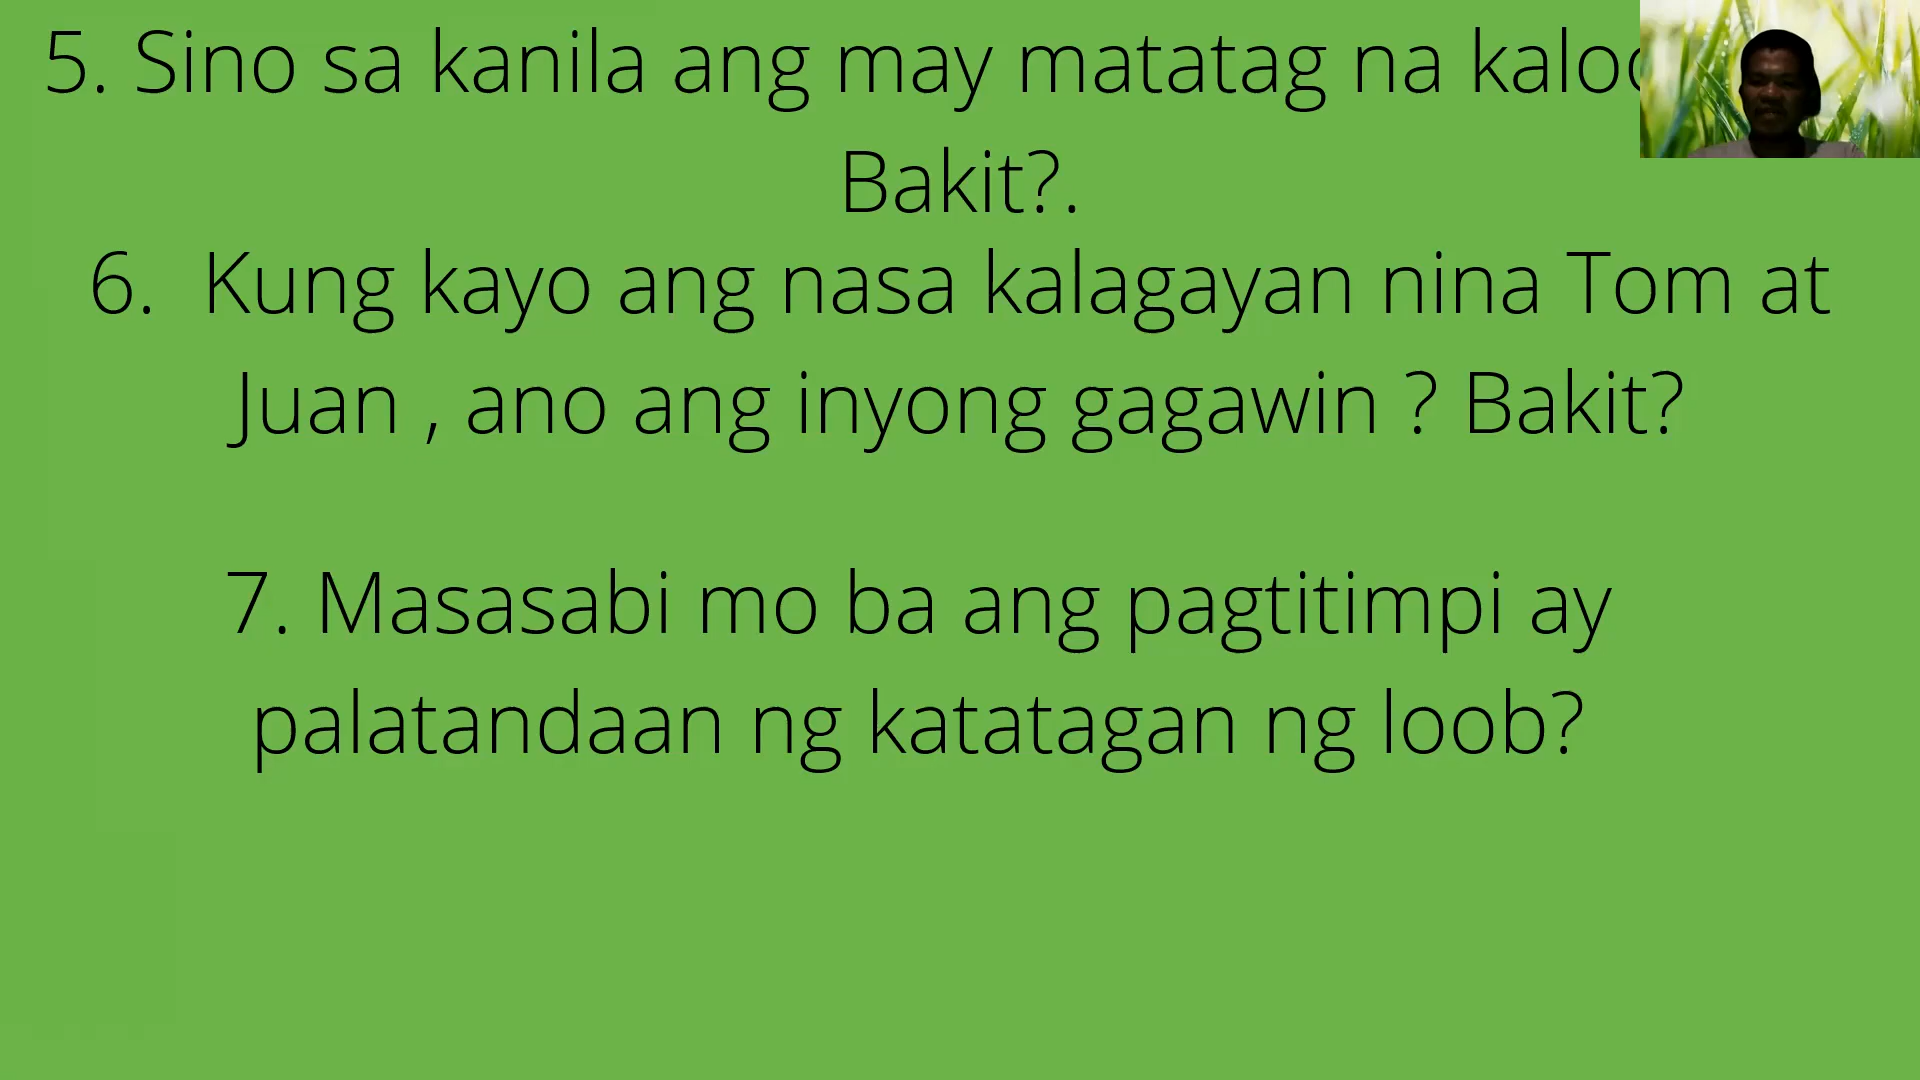 5. Sino sa kanila ang may matatag na
Bakit?.
6. Kung kayo ang nasa kalagayan nina Tom at
Juan , ano ang inyong gagawin ? Bakit?
7. Masasabi mo ba ang pagtitimpi ay
palatandaan ng katatagan ng loob?